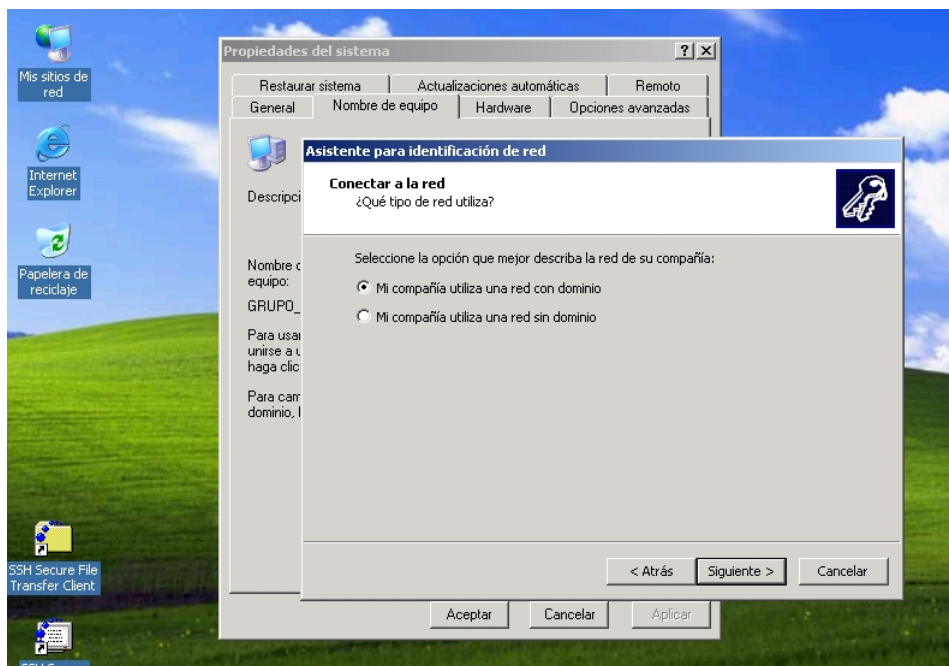 Mis sitios de
red
Internet
Explorer
Papelera de
reciclaje
SSH Secure File
Transfer Client
Propiedades del sistema
Restaurar sistema
Actualizaciones automáticas
Remoto
General
Nombre de equipo
Hardware
Opciones avanzadas
Nombre
equipo:
GRUPO_
Para
unirse a
haga
Para
dominio,
Asistente para identificación de red
Conectar a la red
¿Qué tipo de red utiliza?
Seleccione la opción que mejor describa la red de su compañía:
Mi compañía utiliza una red con dominio
Mi compañía utiliza una red sin dominio
< Atrás
Siguiente >
Cancelar
Aceptar
Cancelar
Aplicar